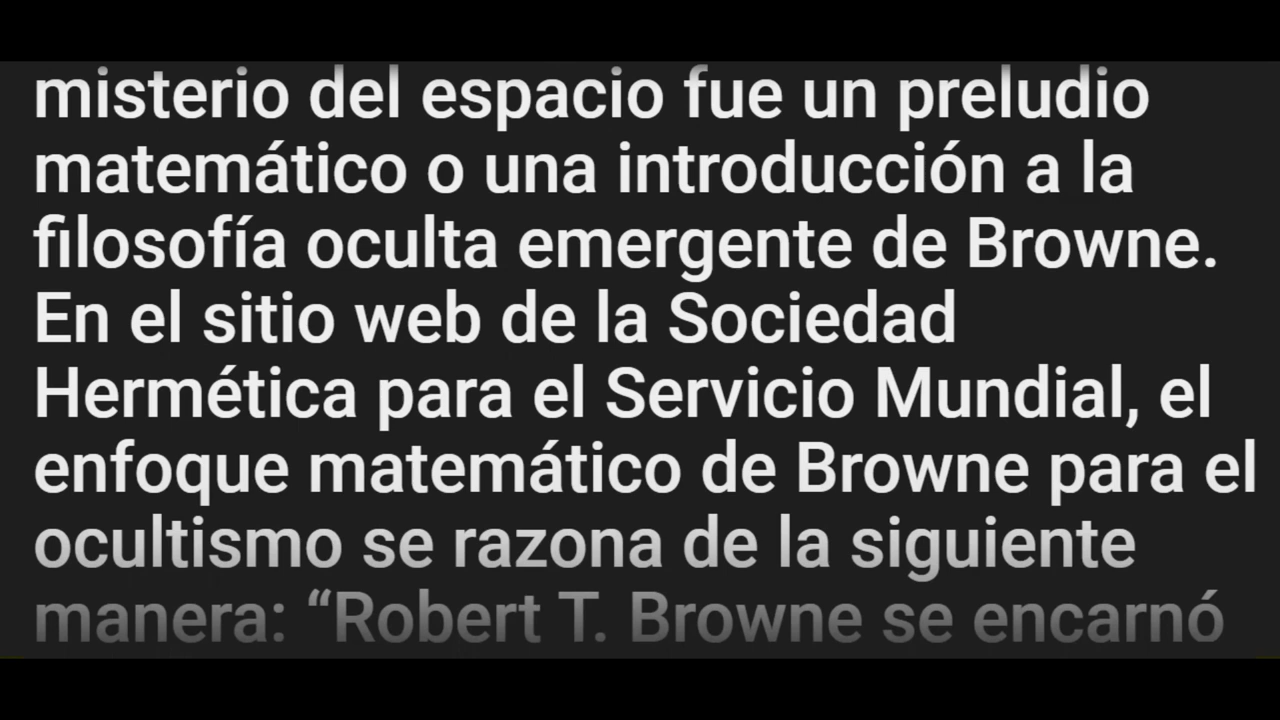 misterio del espacio fue un preludio
matemático o una introducción a la
filosofía oculta emergente de Browne.
En el sitio web de la Sociedad
Hermética para el Servicio Mundial, el
enfoque matemático de Browne para el
ocultismo se razona de la siguiente
manera: “Robert T. Browne se encarnó